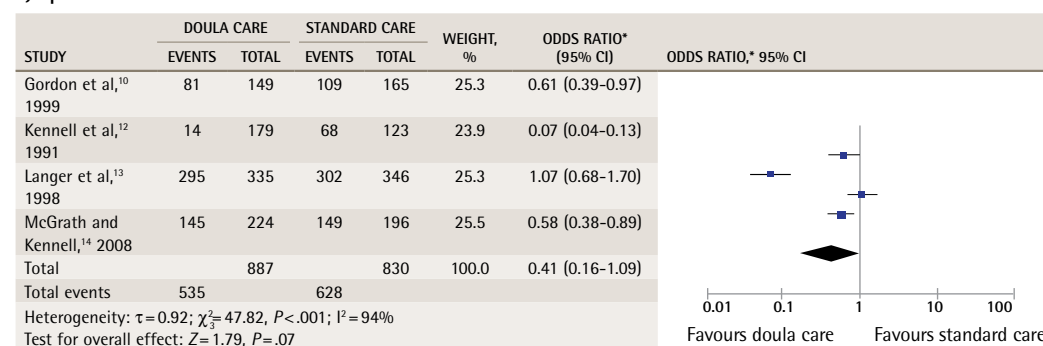 DOULA CARE STANDARD CARE
STUDY EVENTS TOTAL EVENTS TOTAL WEIGHT, % ODDS RATIO* (95% CI) ODDS RATIO,* 95% CI
Gordon et al,¹⁰ 1999 81 149 109 165 25.3 0.61 (0.39-0.97)
Kennell et al,¹² 1991 14 179 68 123 23.9 0.07 (0.04-0.13)
Langer et al,¹³ 1998 295 335 302 346 25.3 1.07 (0.68-1.70)
McGrath and Kennell,¹⁴ 2008 145 224 149 196 25.5 0.58 (0.38-0.89)
Total 887 830 100.0 0.41 (0.16-1.09)
Total events 535 628
Heterogeneity: τ=0.92; χ²₃=47.82, P<.001; I²=94%
Test for overall effect: Z=1.79, P=.07
0.01 0.1 1 10 100
Favours doula care Favours standard care